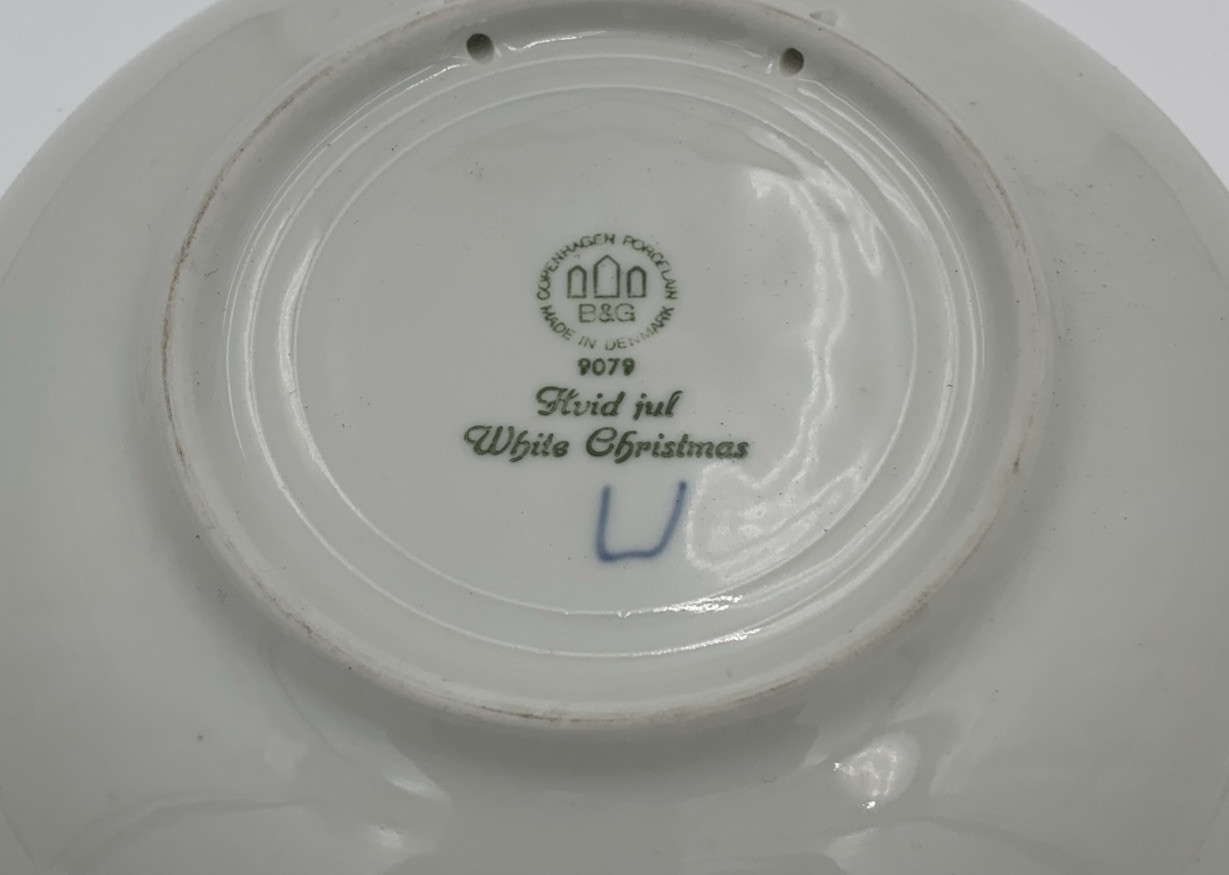 COPENHAGEN PORCELAIN
B&G
MADE IN DENMARK
9079
Hvid jul
White Christmas
U